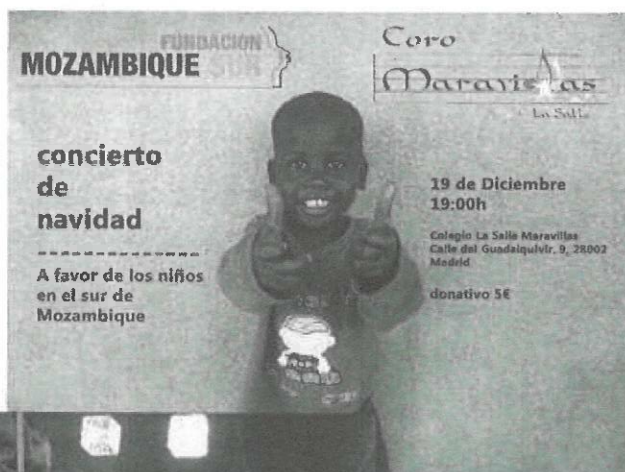 FUNDACION
MOZAMBIQUE SUR
concierto
de
navidad
A favor de los niños
en el sur de
Mozambique
Coro
Maravillas
La Salle
19 de Diciembre
19:00h
Colegio La Salle Maravillas
Calle del Guadalquivir, 9, 28002
Madrid
donativo 5€